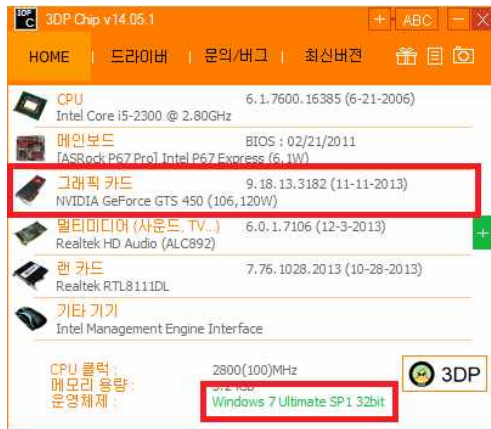 3DP Chip v14.05.1
+ ABC – X
HOME | 드라이버 | 문의/버그 | 최신버젼
CPU 6.1.7600.16385 (6-21-2006)
Intel Core i5-2300 @ 2.80GHz
메인보드 BIOS : 02/21/2011
[ASRock P67 Pro] Intel P67 Express (6,1W)
그래픽 카드 9.18.13.3182 (11-11-2013)
NVIDIA GeForce GTS 450 (106,120W)
멀티미디어 (사운드, TV...) 6.0.1.7106 (12-3-2013)
Realtek HD Audio (ALC892)
+
랜 카드 7.76.1028.2013 (10-28-2013)
Realtek RTL8111DL
기타 기기
Intel Management Engine Interface
CPU 클럭 : 2800(100)MHz
메모리 용량 :
운영체제 : Windows 7 Ultimate SP1 32bit
3DP